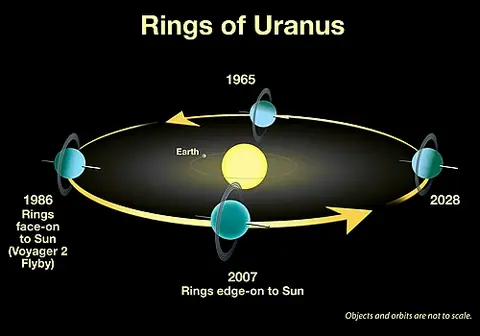 Rings of Uranus
1965
Earth
1986
Rings
face-on
to Sun
(Voyager 2
Flyby)
2028
2007
Rings edge-on to Sun
Objects and orbits are not to scale.